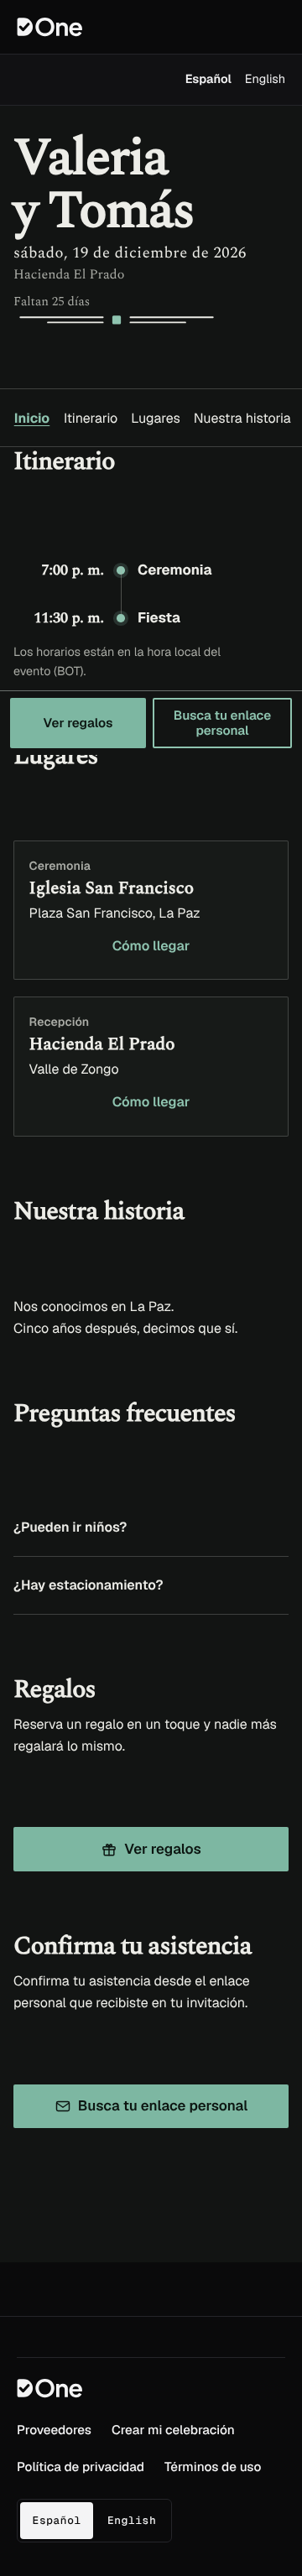 DOne
Español English
Valeria
y Tomás
sábado, 19 de diciembre de 2026
Hacienda El Prado
Faltan 25 días
Inicio Itinerario Lugares Nuestra historia
Itinerario
7:00 p. m. Ceremonia
11:30 p. m. Fiesta
Los horarios están en la hora local del
evento (BOT).
Ver regalos
Busca tu enlace
personal
Lugares
Ceremonia
Iglesia San Francisco
Plaza San Francisco, La Paz
Cómo llegar
Recepción
Hacienda El Prado
Valle de Zongo
Cómo llegar
Nuestra historia
Nos conocimos en La Paz.
Cinco años después, decimos que sí.
Preguntas frecuentes
¿Pueden ir niños?
¿Hay estacionamiento?
Regalos
Reserva un regalo en un toque y nadie más
regalará lo mismo.
Ver regalos
Confirma tu asistencia
Confirma tu asistencia desde el enlace
personal que recibiste en tu invitación.
Busca tu enlace personal
DOne
Proveedores Crear mi celebración
Política de privacidad Términos de uso
Español English